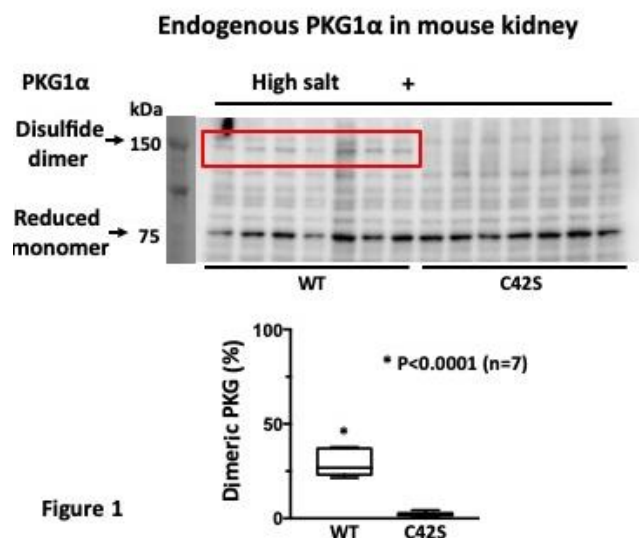 Endogenous PKG1α in mouse kidney
PKG1α High salt +
kDa
Disulfide dimer 150
Reduced monomer 75
WT C42S
Dimeric PKG (%)
100
* P<0.0001 (n=7)
50
*
0
WT C42S
Figure 1